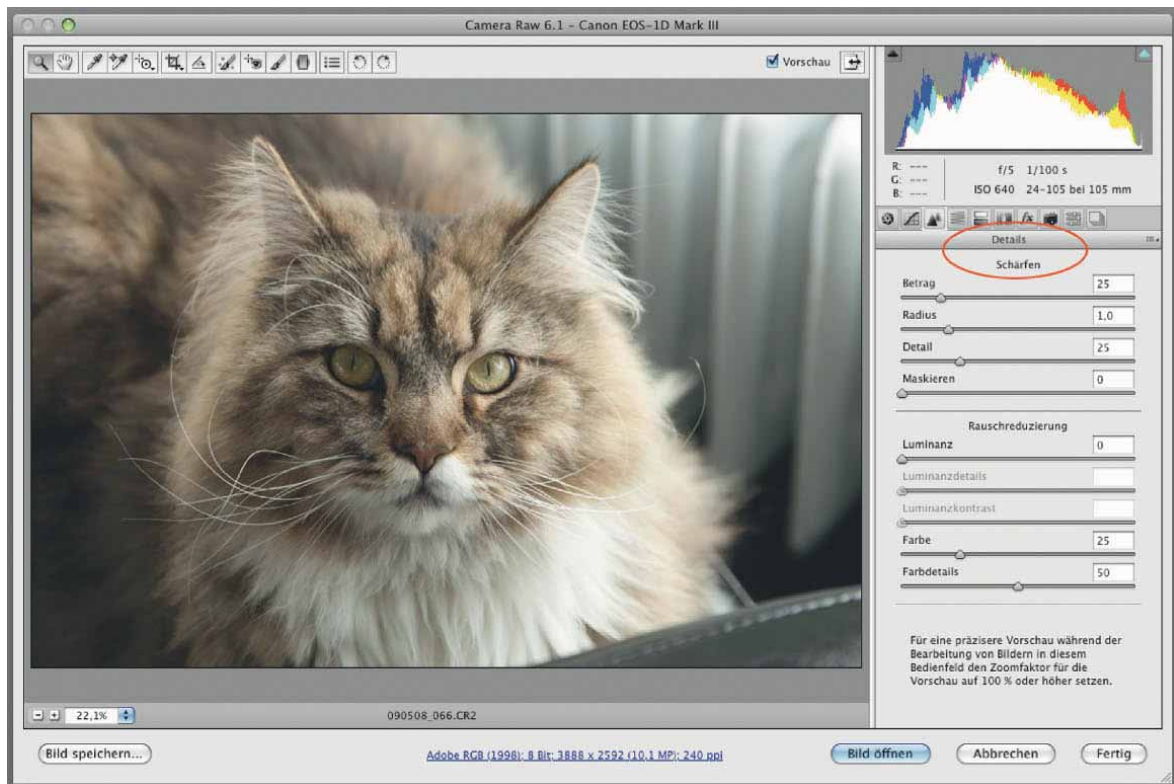 Camera Raw 6.1 – Canon EOS-1D Mark III
Vorschau
R: ---
G: ---
B: ---
f/5 1/100 s
ISO 640 24-105 bei 105 mm
Details
Schärfen
Betrag 25
Radius 1,0
Detail 25
Maskieren 0
Rauschreduzierung
Luminanz 0
Luminanzdetails
Luminanzkontrast
Farbe 25
Farbdetails 50
Für eine präzisere Vorschau während der
Bearbeitung von Bildern in diesem
Bedienfeld den Zoomfaktor für die
Vorschau auf 100 % oder höher setzen.
22,1% 090508_066.CR2
Bild speichern... Adobe RGB (1998); 8 Bit; 3888 x 2592 (10,1 MP); 240 ppi Bild öffnen Abbrechen Fertig